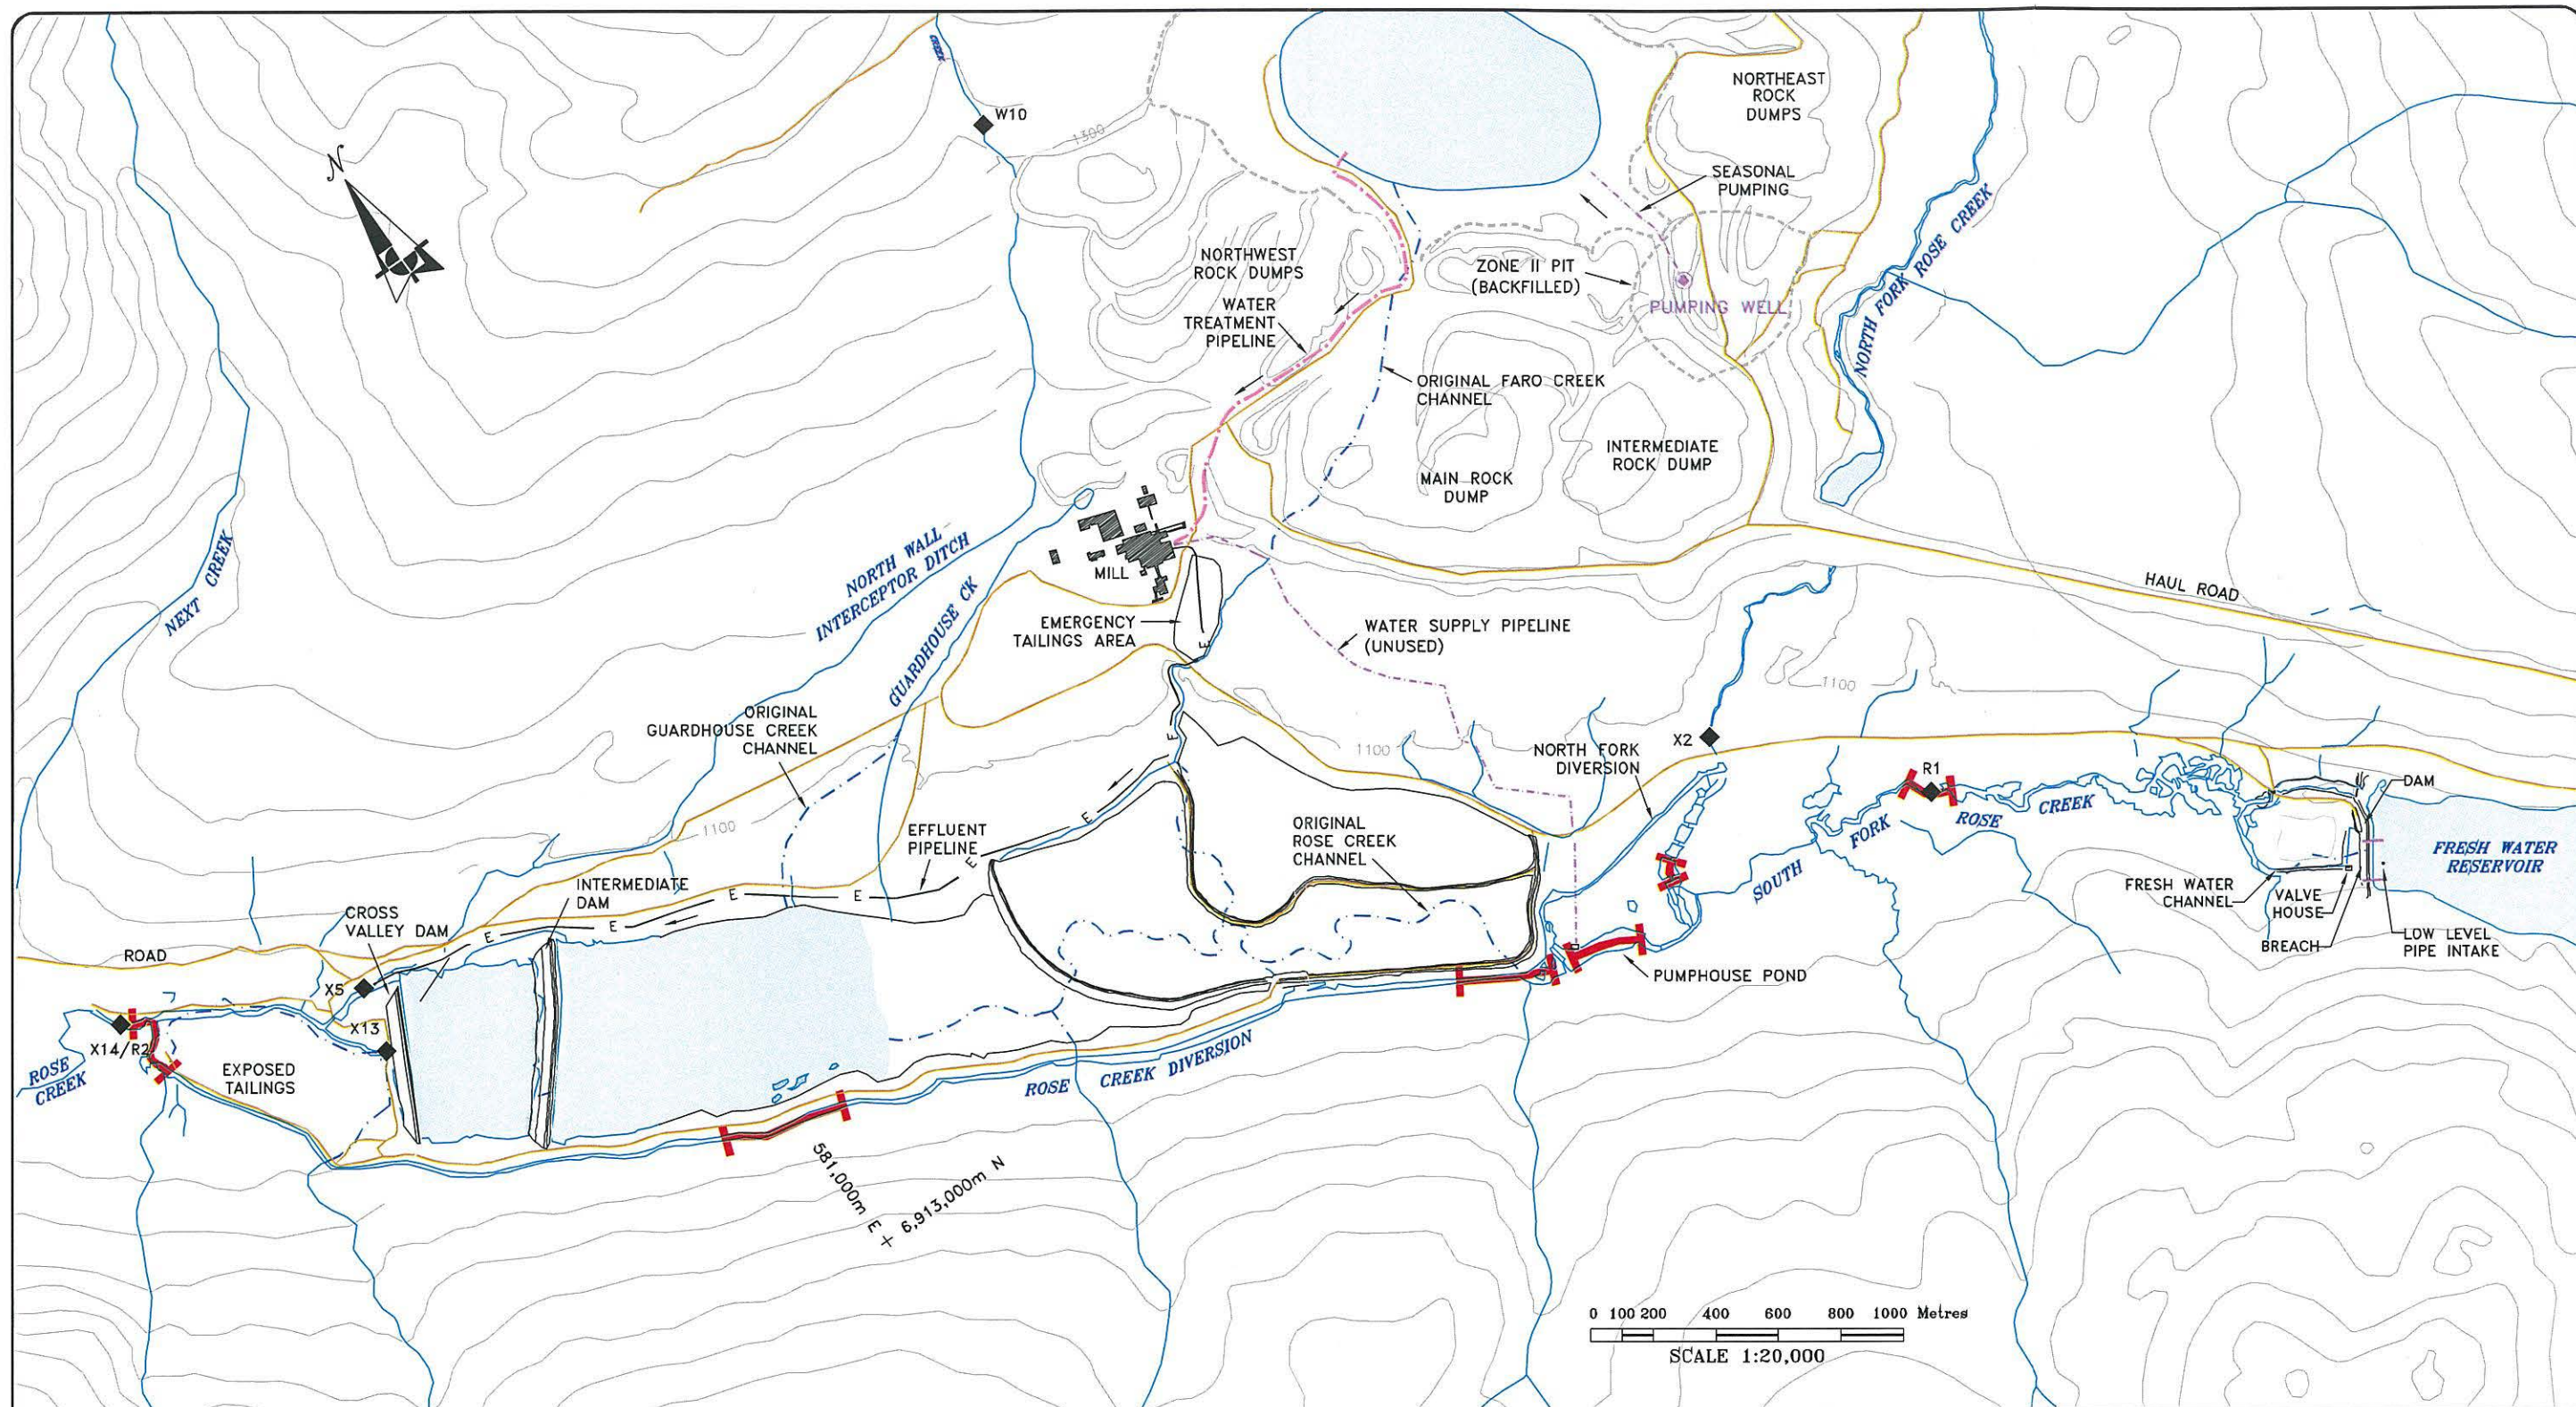 CREEK
W10
1300
N
NORTHEAST
ROCK
DUMPS
SEASONAL
PUMPING
NORTH FORK ROSE CREEK
NORTHWEST
ROCK DUMPS
ZONE II PIT
(BACKFILLED)
PUMPING WELL
WATER
TREATMENT
PIPELINE
ORIGINAL FARO CREEK
CHANNEL
INTERMEDIATE
ROCK DUMP
MAIN ROCK
DUMP
NEXT CREEK
NORTH WALL
INTERCEPTOR DITCH
MILL
GUARDHOUSE CK
HAUL ROAD
EMERGENCY
TAILINGS AREA
E
WATER SUPPLY PIPELINE
(UNUSED)
1100
ORIGINAL
GUARDHOUSE CREEK
CHANNEL
E
1100
X2
NORTH FORK
DIVERSION
R1
DAM
ROSE CREEK
SOUTH FORK
1100
E
EFFLUENT
PIPELINE
E
ORIGINAL
ROSE CREEK
CHANNEL
FRESH WATER
RESERVOIR
FRESH WATER
CHANNEL
VALVE
HOUSE
BREACH
LOW LEVEL
PIPE INTAKE
INTERMEDIATE
DAM
E
E
E
E
CROSS
VALLEY DAM
ROAD
X5
X13
X14/R2
PUMPHOUSE POND
ROSE
CREEK
EXPOSED
TAILINGS
ROSE CREEK DIVERSION
581,000m E
6,913,000m N
0 100 200 400 600 800 1000 Metres
SCALE 1:20,000